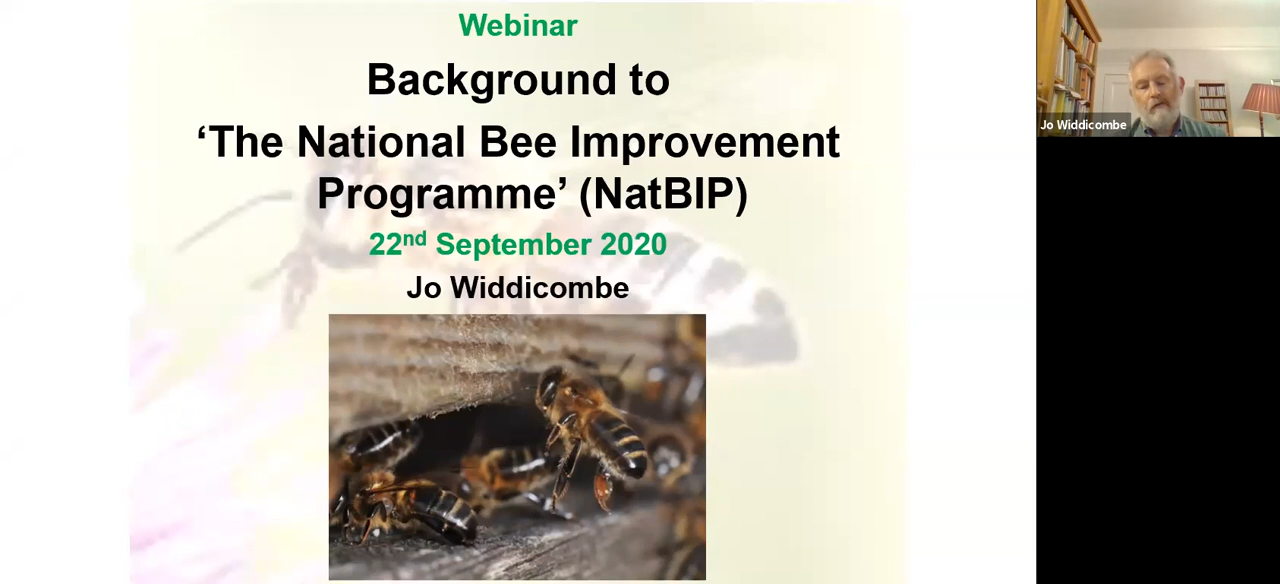 Webinar
Background to
‘The National Bee Improvement
Programme’ (NatBIP)
22nd September 2020
Jo Widdicombe
Jo Widdicombe